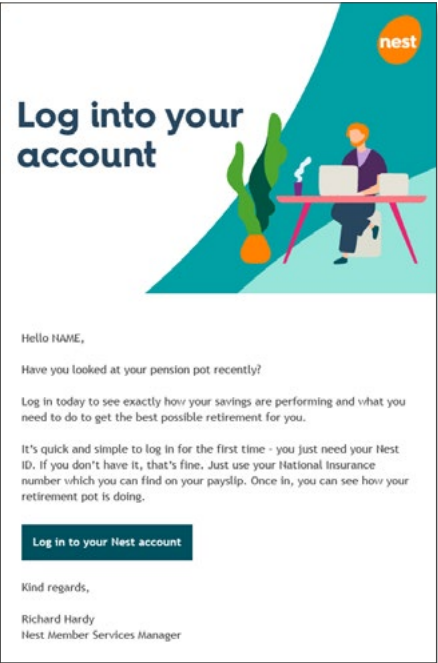 nest
Log into your
account
Hello NAME,
Have you looked at your pension pot recently?
Log in today to see exactly how your savings are performing and what you
need to do to get the best possible retirement for you.
It's quick and simple to log in for the first time - you just need your Nest
ID. If you don't have it, that's fine. Just use your National Insurance
number which you can find on your payslip. Once in, you can see how your
retirement pot is doing.
Log in to your Nest account
Kind regards,
Richard Hardy
Nest Member Services Manager